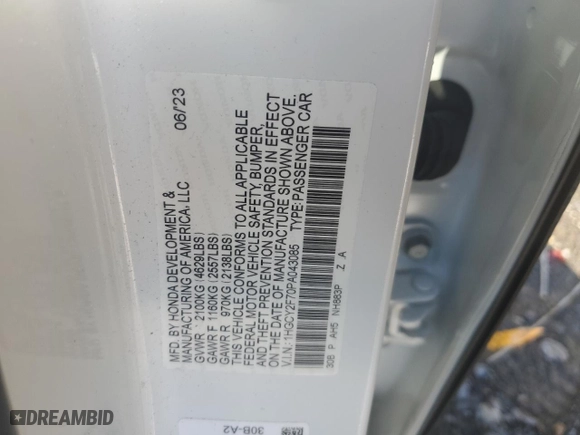 MFD. BY HONDA DEVELOPMENT & 06/23
MANUFACTURING OF AMERICA, LLC
GVWR : 2100KG (4629LBS)
GAWR F 1160KG (2557LBS)
GAWR R 970KG (2138LBS)
THIS VEHICLE CONFORMS TO ALL APPLICABLE
FEDERAL MOTOR VEHICLE SAFETY, BUMPER,
AND THEFT PREVENTION STANDARDS IN EFFECT
ON THE DATE OF MANUFACTURE SHOWN ABOVE.
V.I.N.: 1HGCY2F70PA043085 TYPE:PASSENGER CAR
30B P AH5 NH883P Z A
30B-A2
DREAMBID